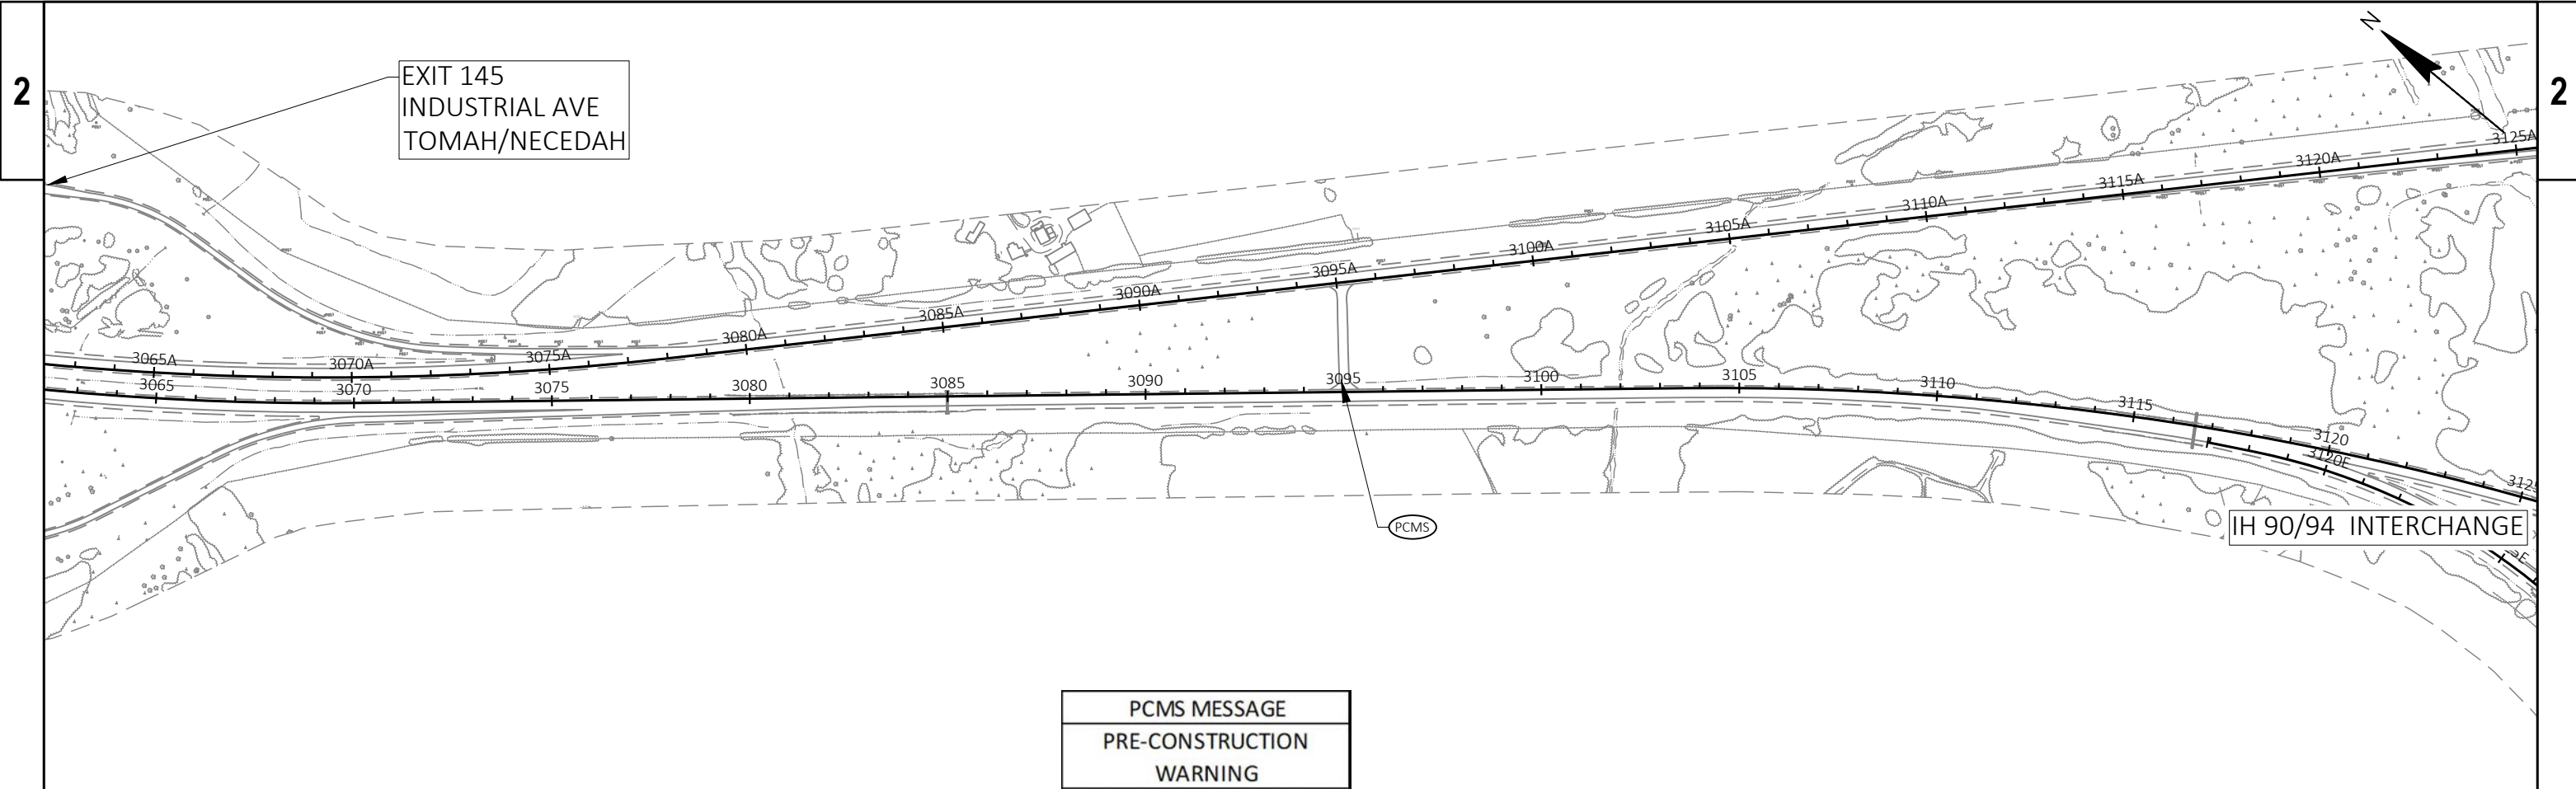 2
EXIT 145
INDUSTRIAL AVE
TOMAH/NECEDAH
N
2
3065A
3070A
3075A
3080A
3085A
3090A
3095A
3100A
3105A
3110A
3115A
3120A
3125A
3065
3070
3075
3080
3085
3090
3095
3100
3105
3110
3115
3120
3120E
PCMS
IH 90/94 INTERCHANGE
PCMS MESSAGE
PRE-CONSTRUCTION
WARNING